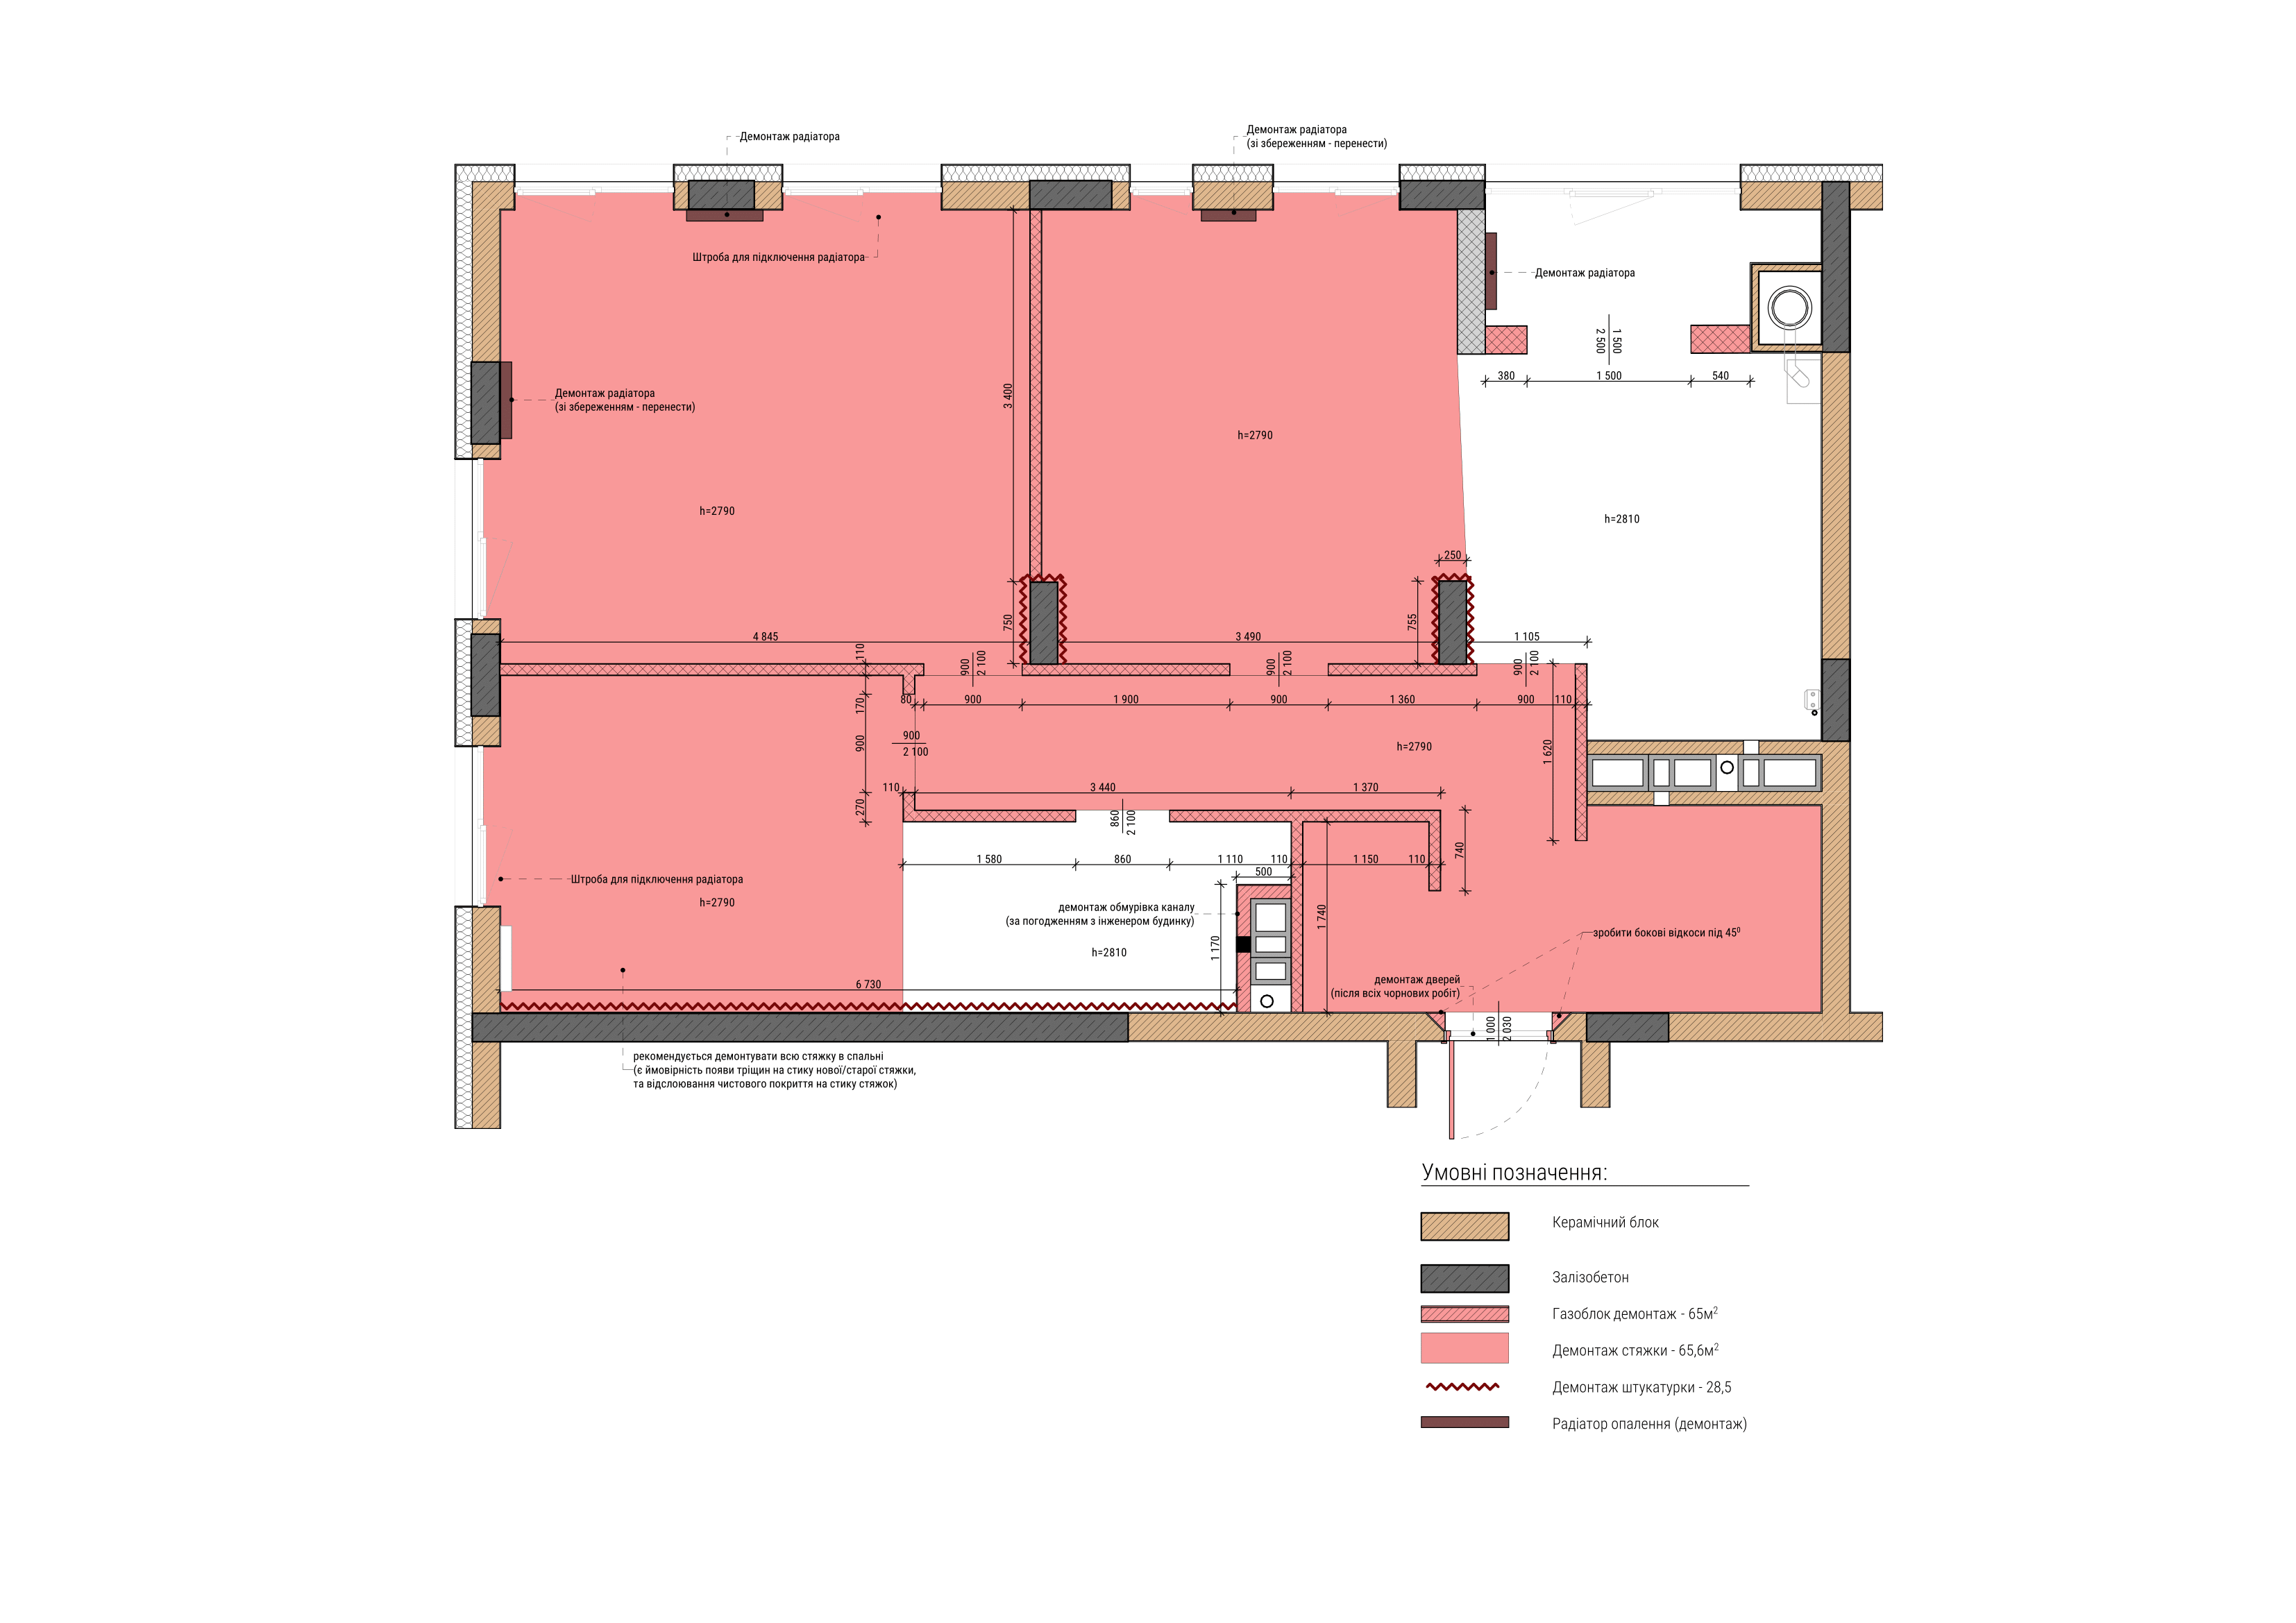 Демонтаж радіатора
Демонтаж радіатора
(зі збереженням - перенести)
Штроба для підключення радіатора
Демонтаж радіатора
1 500
2 500
380
1 500
540
Демонтаж радіатора
(зі збереженням - перенести)
3 400
h=2790
h=2790
h=2810
250
750
755
4 845
3 490
1 105
110
900
2 100
900
2 100
900
2 100
170
80
900
1 900
900
1 360
900
110
900
900
2 100
h=2790
1 620
110
3 440
1 370
270
860
2 100
740
1 580
860
1 110
110
1 150
110
500
Штроба для підключення радіатора
h=2790
демонтаж обмурівка каналу
(за погодженням з інженером будинку)
1 740
1 170
h=2810
зробити бокові відкоси під 45⁰
6 730
демонтаж дверей
(після всіх чорнових робіт)
1 000
2 030
рекомендується демонтувати всю стяжку в спальні
(є ймовірність появи тріщин на стику нової/старої стяжки,
та відслоювання чистового покриття на стику стяжок)
Умовні позначення:
Керамічний блок
Залізобетон
Газоблок демонтаж - 65м²
Демонтаж стяжки - 65,6м²
Демонтаж штукатурки - 28,5
Радіатор опалення (демонтаж)